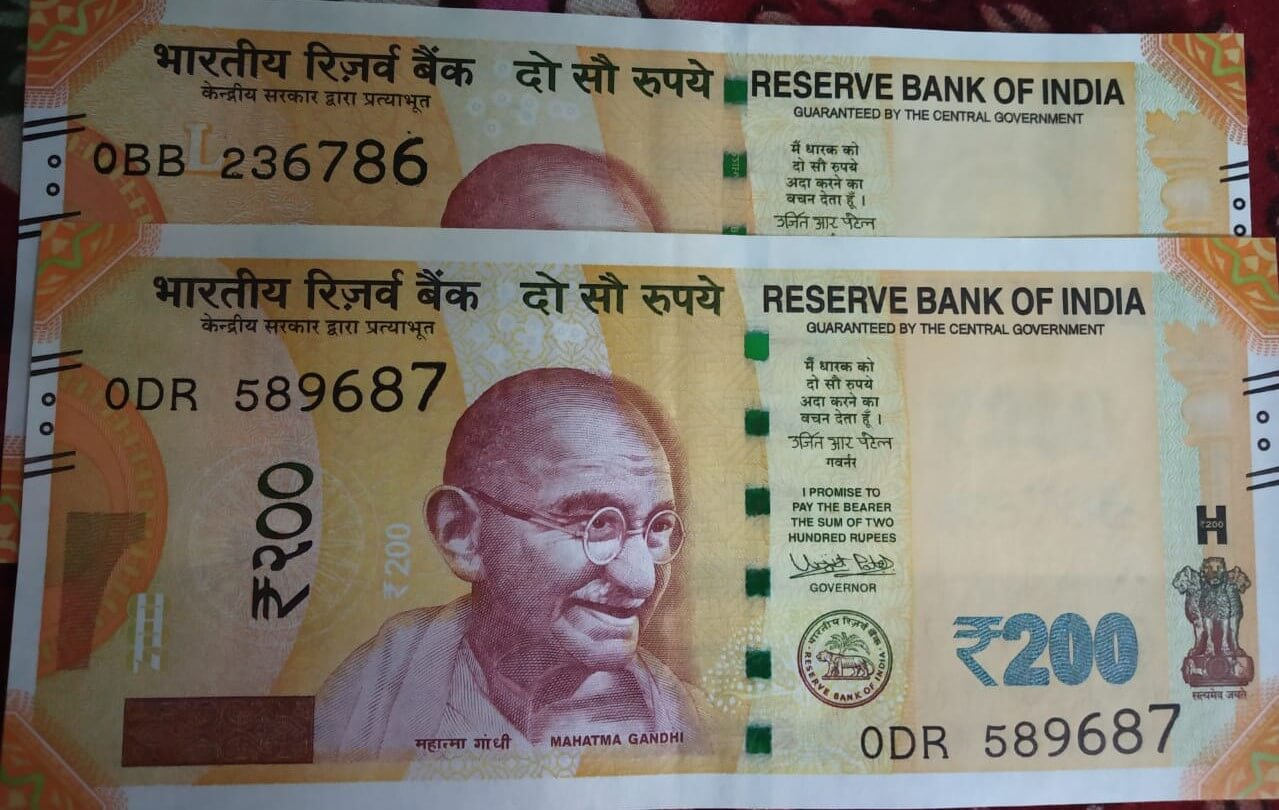 भारतीय रिज़र्व बैंक दो सौ रुपये RESERVE BANK OF INDIA
केन्द्रीय सरकार द्वारा प्रत्याभूत GUARANTEED BY THE CENTRAL GOVERNMENT
0BB L 236786
मैं धारक को
दो सौ रुपये
अदा करने का
वचन देता हूँ ।
उर्जित आर पटेल
भारतीय रिज़र्व बैंक दो सौ रुपये RESERVE BANK OF INDIA
केन्द्रीय सरकार द्वारा प्रत्याभूत GUARANTEED BY THE CENTRAL GOVERNMENT
0DR 589687
मैं धारक को
दो सौ रुपये
अदा करने का
वचन देता हूँ ।
उर्जित आर पटेल
गवर्नर
₹२००
₹200
I PROMISE TO
PAY THE BEARER
THE SUM OF TWO
HUNDRED RUPEES
Urjit Patel
GOVERNOR
₹200
भारतीय रिज़र्व बैंक
RESERVE BANK OF INDIA
₹200
सत्यमेव जयते
महात्मा गांधी MAHATMA GANDHI
0DR 589687